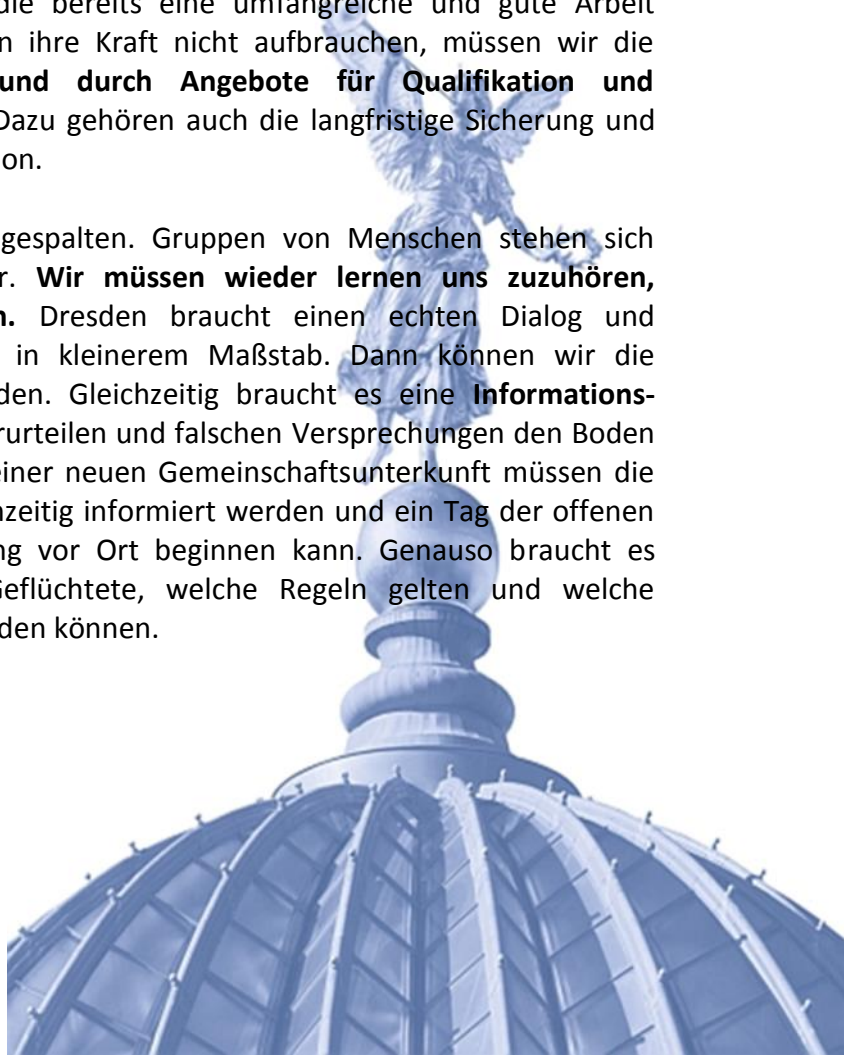 die bereits eine umfangreiche und gute Arbeit
n ihre Kraft nicht aufbrauchen, müssen wir die
und durch Angebote für Qualifikation und
Dazu gehören auch die langfristige Sicherung und
on.
gespalten. Gruppen von Menschen stehen sich
r. Wir müssen wieder lernen uns zuzuhören,
n. Dresden braucht einen echten Dialog und
in kleinerem Maßstab. Dann können wir die
den. Gleichzeitig braucht es eine Informations-
rurteilen und falschen Versprechungen den Boden
einer neuen Gemeinschaftsunterkunft müssen die
hzeitig informiert werden und ein Tag der offenen
ng vor Ort beginnen kann. Genauso braucht es
Geflüchtete, welche Regeln gelten und welche
den können.